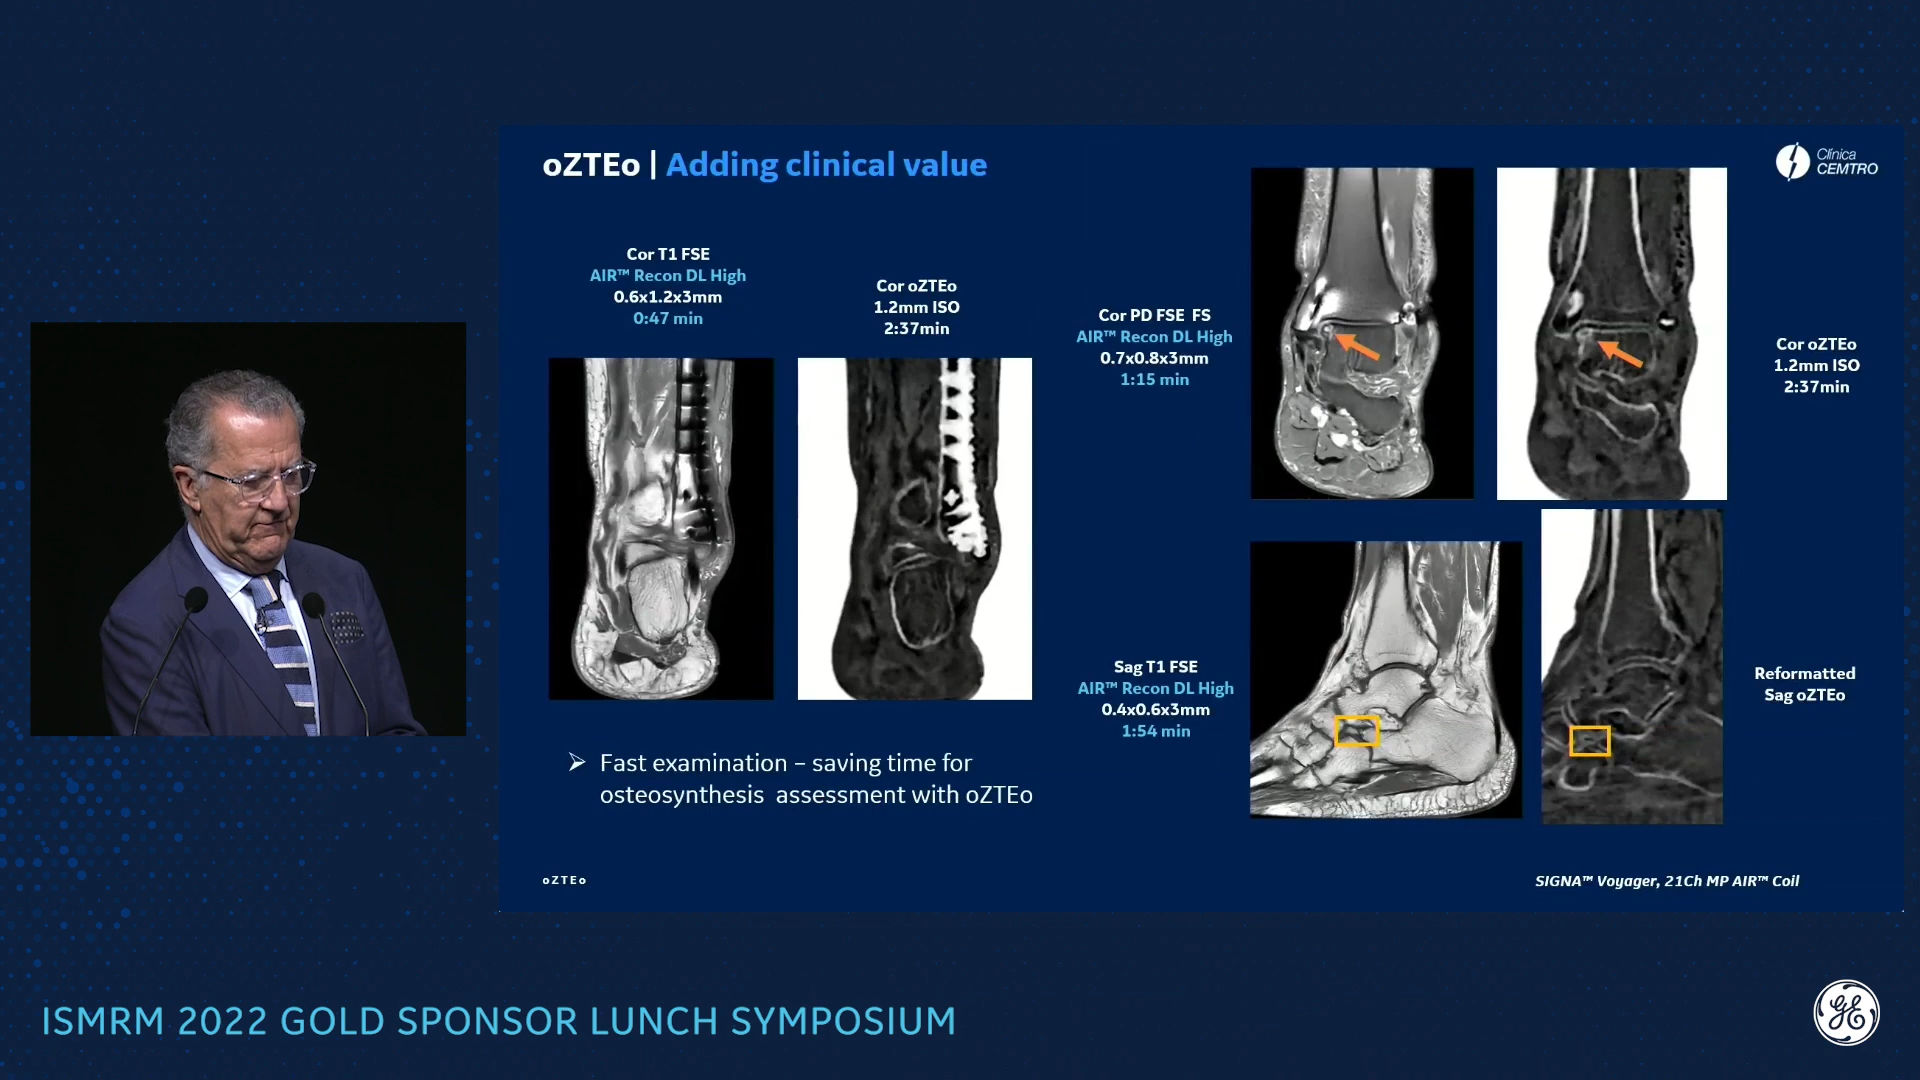 oZTEo | Adding clinical value
Clínica
CEMTRO
Cor T1 FSE
AIR™ Recon DL High
0.6x1.2x3mm
0:47 min
Cor oZTEo
1.2mm ISO
2:37min
Cor PD FSE FS
AIR™ Recon DL High
0.7x0.8x3mm
1:15 min
Cor oZTEo
1.2mm ISO
2:37min
Sag T1 FSE
AIR™ Recon DL High
0.4x0.6x3mm
1:54 min
Reformatted
Sag oZTEo
➢ Fast examination – saving time for
osteosynthesis assessment with oZTEo
oZTEo
SIGNA™ Voyager, 21Ch MP AIR™ Coil
ISMRM 2022 GOLD SPONSOR LUNCH SYMPOSIUM
GE